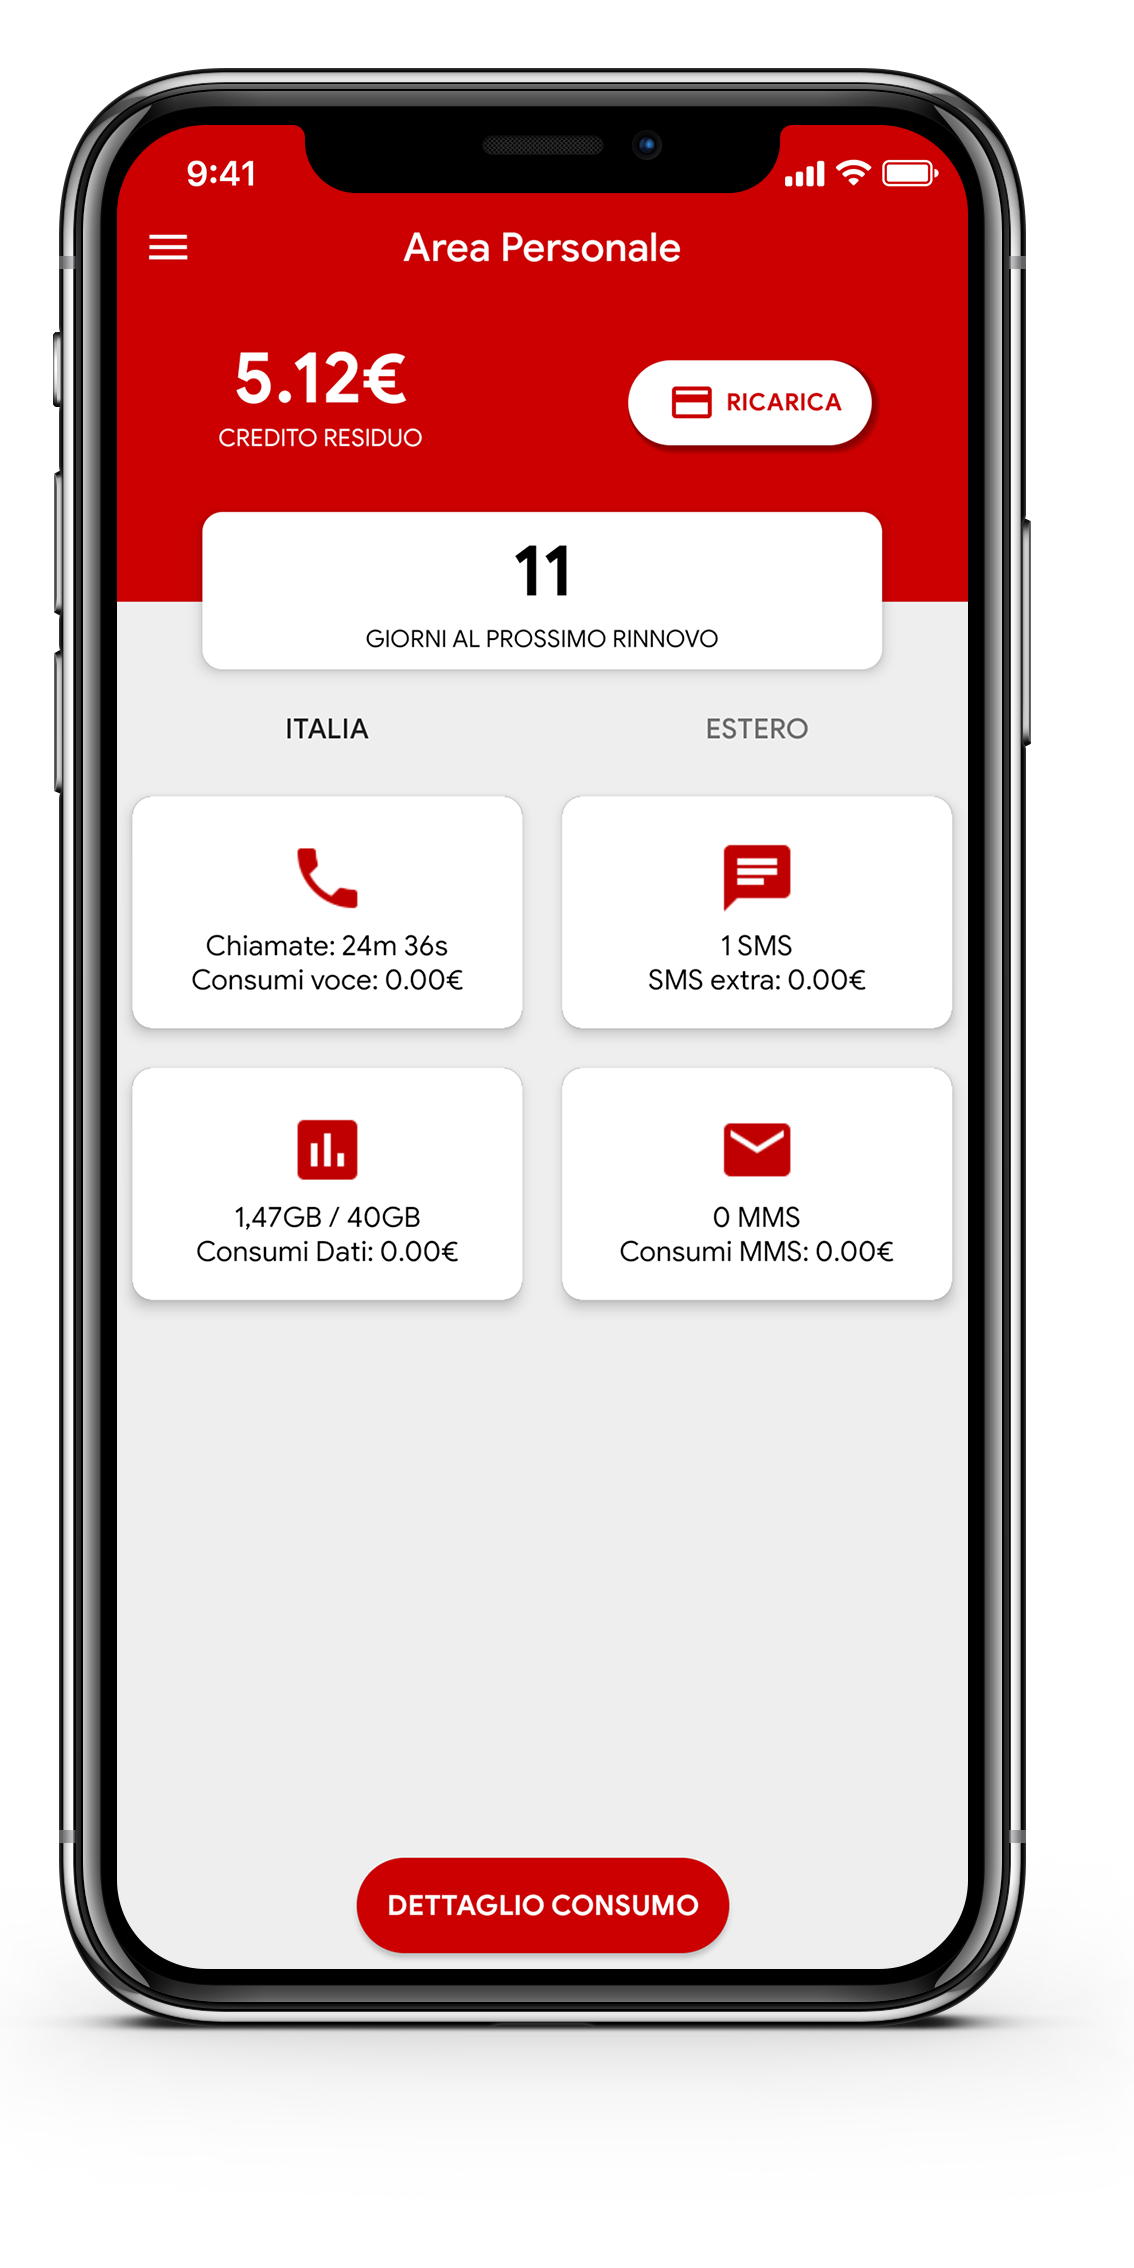 9:41
Area Personale
5.12€
CREDITO RESIDUO
RICARICA
11
GIORNI AL PROSSIMO RINNOVO
ITALIA
ESTERO
Chiamate: 24m 36s
Consumi voce: 0.00€
1 SMS
SMS extra: 0.00€
1,47GB / 40GB
Consumi Dati: 0.00€
0 MMS
Consumi MMS: 0.00€
DETTAGLIO CONSUMO